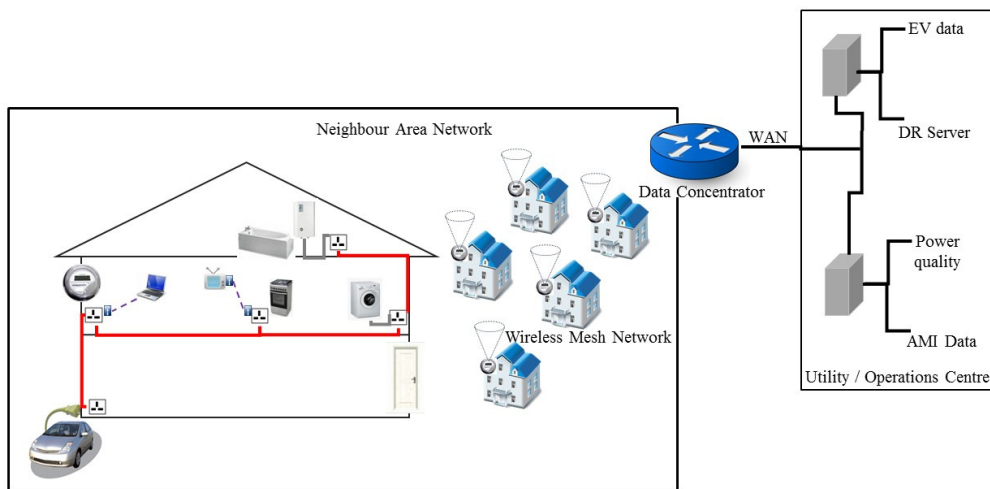 Neighbour Area Network
Wireless Mesh Network
Data Concentrator
WAN
EV data
DR Server
Power
quality
AMI Data
Utility / Operations Centre